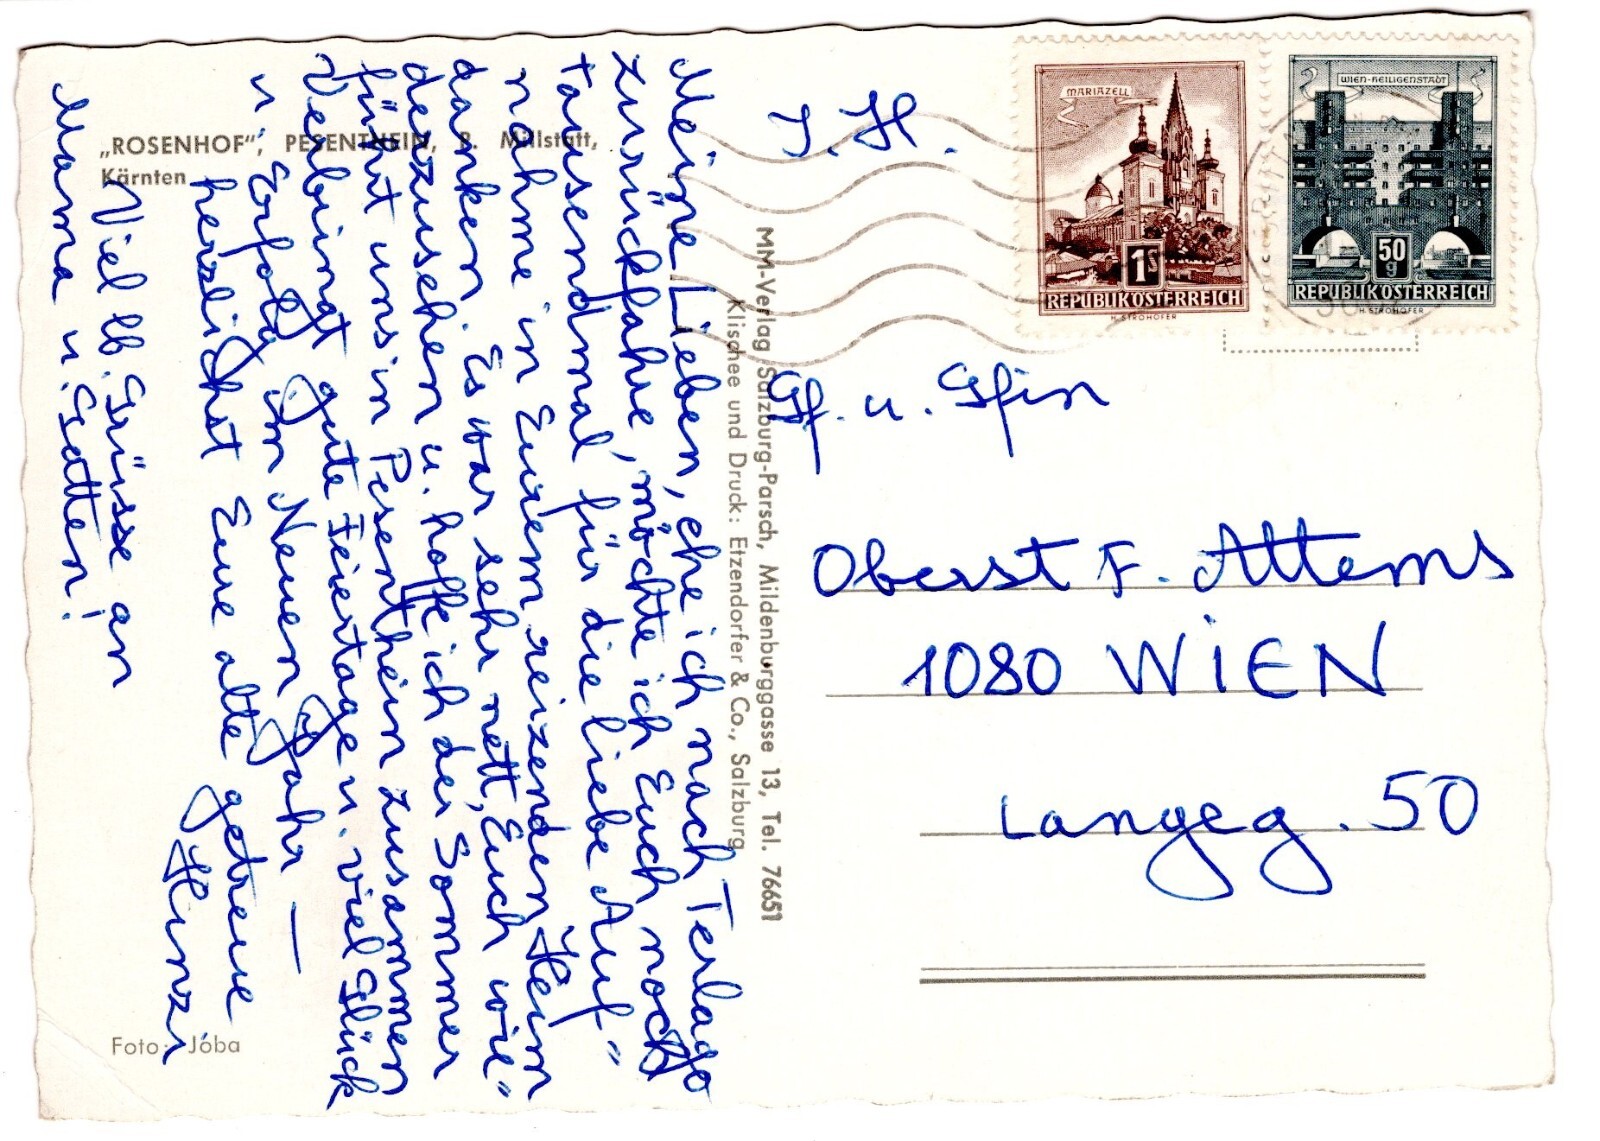 „ROSENHOF", PESENTHEIN, B. Millstatt,
Kärnten
Meine Lieben, ehe ich nach Terlago
zurückfahre, möchte ich Euch noch
tausendmal für die liebe Auf"
nahme in Eurem reizenden Heim
danken. Es war sehr nett, Euch wie"
derzusehen u. hoffe ich der Sommer
führt uns in Pesenthein zusammen
Verbringt gute Feiertage u. viel Glück
u Erfolg im Neuen Jahr —
herzlichst Eure alte getreue
Viel lb. Grüsse an
Mama u. Gatten!
Foto: Jóba
MM-Verlag Salzburg-Parsch, Mildenburggasse 13, Tel. 76651
Klischee und Druck: Etzendorfer & Co., Salzburg
MARIAZELL
1S
REPUBLIK ÖSTERREICH
H. STROHOFER
WIEN-HEILIGENSTADT
50
g
REPUBLIK ÖSTERREICH
H. STROHOFER
Gf. u. Gfin
Oberst F. Attems
1080 WIEN
Langeg. 50